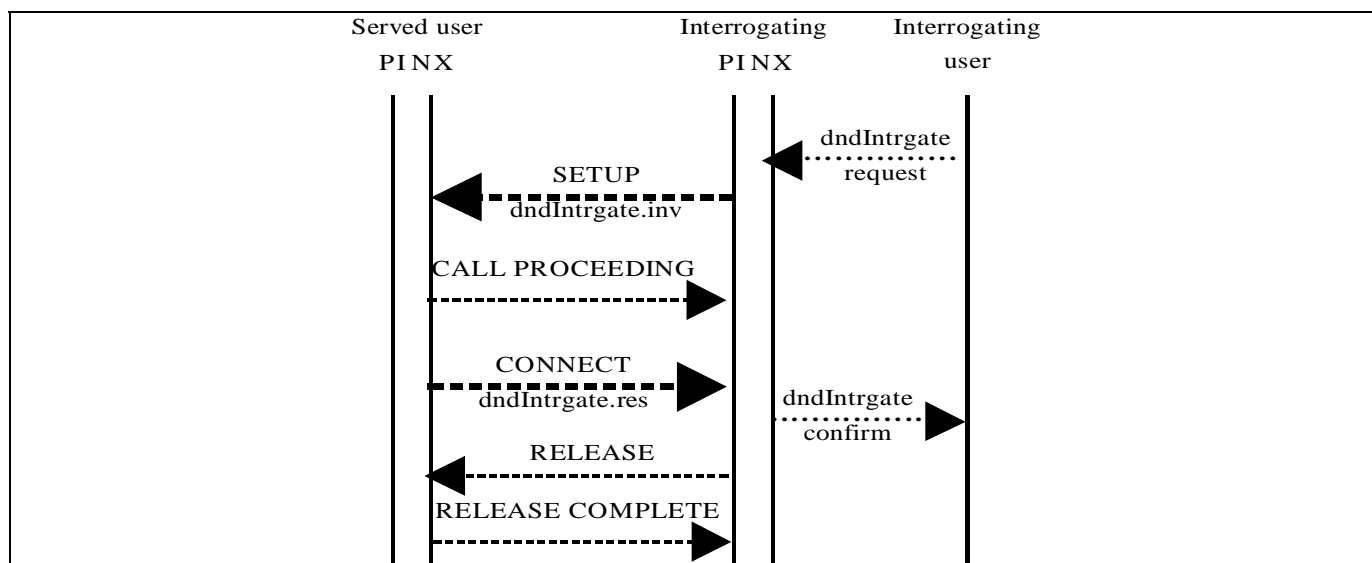 Served user
PINX
Interrogating
PINX
Interrogating
user
dndIntrgate
request
SETUP
dndIntrgate.inv
CALL PROCEEDING
CONNECT
dndIntrgate.res
dndIntrgate
confirm
RELEASE
RELEASE COMPLETE